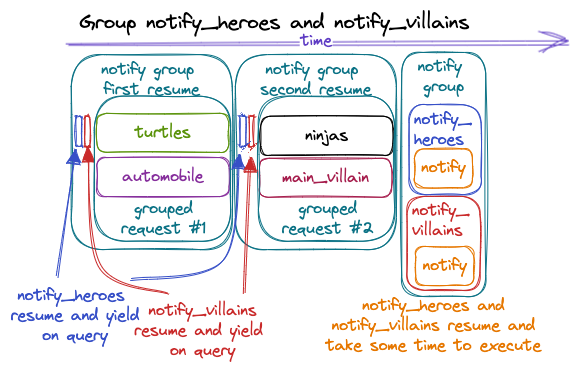 Group notify_heroes and notify_villains
time
notify group
first resume
turtles
automobile
grouped
request #1
notify group
second resume
ninjas
main_villain
grouped
request #2
notify
group
notify_
heroes
notify
notify_
villains
notify
notify_heroes
resume and yield
on query
notify_villains
resume and yield
on query
notify_heroes and
notify_villains resume and
take some time to execute